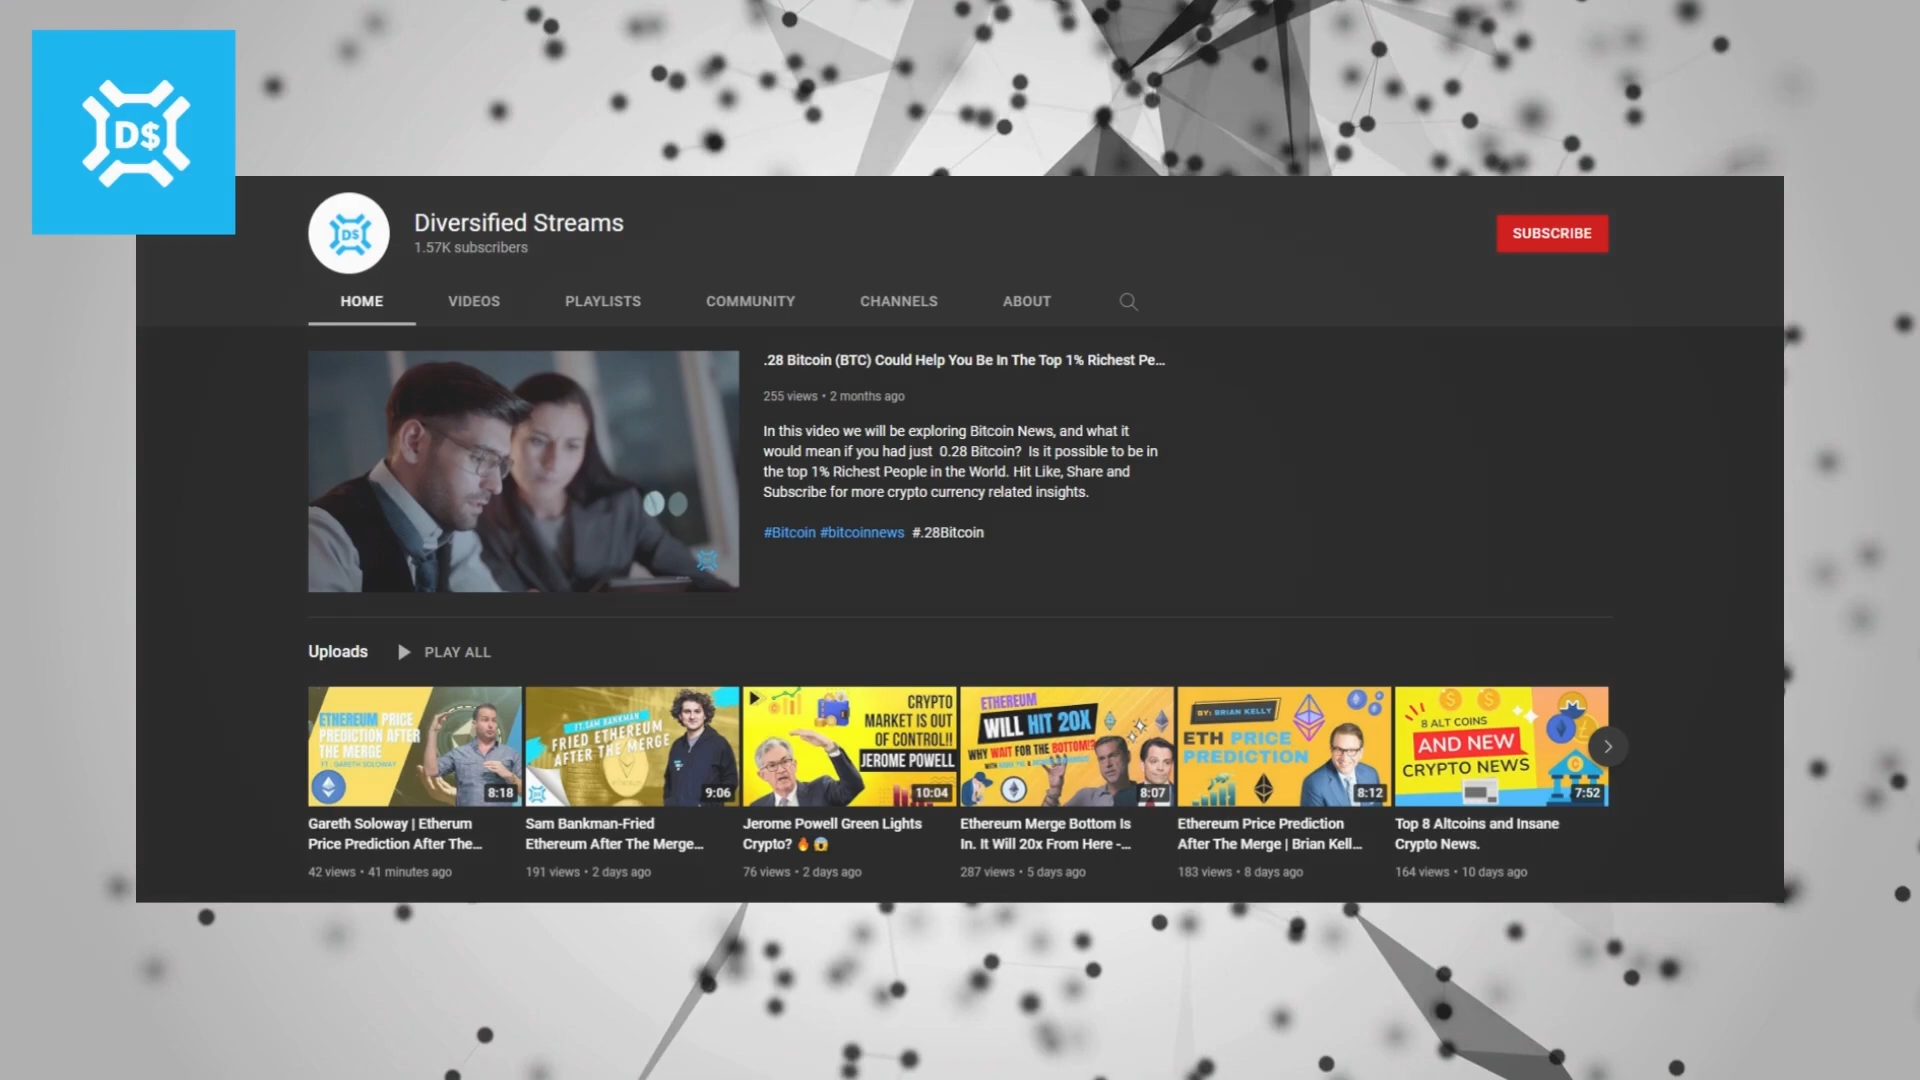 D$
D$
Diversified Streams
1.57K subscribers
SUBSCRIBE
HOME
VIDEOS
PLAYLISTS
COMMUNITY
CHANNELS
ABOUT
.28 Bitcoin (BTC) Could Help You Be In The Top 1% Richest Pe...
255 views • 2 months ago
In this video we will be exploring Bitcoin News, and what it
would mean if you had just 0.28 Bitcoin? Is it possible to be in
the top 1% Richest People in the World. Hit Like, Share and
Subscribe for more crypto currency related insights.
#Bitcoin #bitcoinnews #.28Bitcoin
Uploads
PLAY ALL
ETHEREUM PRICE
PREDICTION AFTER
THE MERGE
FT. GARETH SOLOWAY
8:18
FT.SAM BANKMAN-
FRIED ETHEREUM
AFTER THE MERGE
9:06
CRYPTO
MARKET IS OUT
OF CONTROL!!
JEROME POWELL
10:04
ETHEREUM
WILL HIT 20X
WHY WAIT FOR THE BOTTOM!?
8:07
BY: BRIAN KELLY
ETH PRICE
PREDICTION
8:12
8 ALT COINS
AND NEW
CRYPTO NEWS
7:52
Gareth Soloway | Etherum
Price Prediction After The...
42 views • 41 minutes ago
Sam Bankman-Fried
Ethereum After The Merge...
191 views • 2 days ago
Jerome Powell Green Lights
Crypto? 🔥😱
76 views • 2 days ago
Ethereum Merge Bottom Is
In. It Will 20x From Here -...
287 views • 5 days ago
Ethereum Price Prediction
After The Merge | Brian Kell...
183 views • 8 days ago
Top 8 Altcoins and Insane
Crypto News.
164 views • 10 days ago